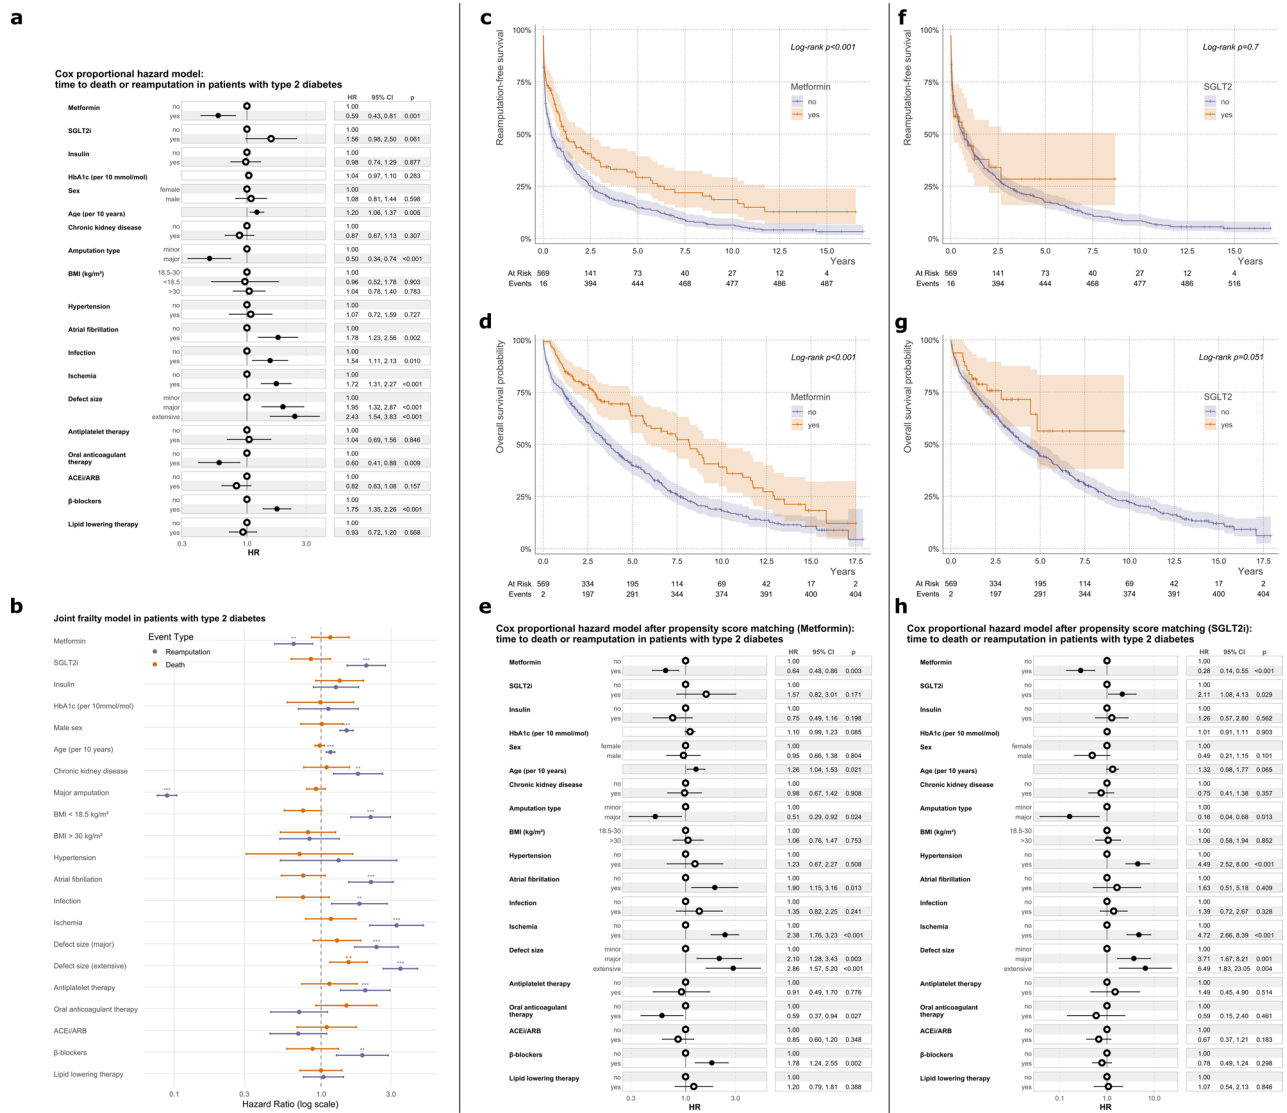 a
Cox proportional hazard model:
time to death or reamputation in patients with type 2 diabetes
HR 95% CI p
Metformin no 1.00
yes 0.59 0.43, 0.81 0.001
SGLT2i no 1.00
yes 1.56 0.98, 2.50 0.061
Insulin no 1.00
yes 0.98 0.74, 1.29 0.877
HbA1c (per 10 mmol/mol) 1.04 0.97, 1.10 0.283
Sex female 1.00
male 1.08 0.81, 1.44 0.598
Age (per 10 years) 1.20 1.06, 1.37 0.005
Chronic kidney disease no 1.00
yes 0.87 0.67, 1.13 0.307
Amputation type minor 1.00
major 0.50 0.34, 0.74 <0.001
BMI (kg/m²) 18.5-30 1.00
<18.5 0.96 0.52, 1.78 0.903
>30 1.04 0.78, 1.40 0.783
Hypertension no 1.00
yes 1.07 0.72, 1.59 0.727
Atrial fibrillation no 1.00
yes 1.78 1.23, 2.56 0.002
Infection no 1.00
yes 1.54 1.11, 2.13 0.010
Ischemia no 1.00
yes 1.72 1.31, 2.27 <0.001
Defect size minor 1.00
major 1.95 1.32, 2.87 <0.001
extensive 2.43 1.54, 3.83 <0.001
Antiplatelet therapy no 1.00
yes 1.04 0.69, 1.56 0.846
Oral anticoagulant therapy no 1.00
yes 0.60 0.41, 0.88 0.009
ACEi/ARB no 1.00
yes 0.82 0.63, 1.08 0.157
β-blockers no 1.00
yes 1.75 1.35, 2.26 <0.001
Lipid lowering therapy no 1.00
yes 0.93 0.72, 1.20 0.568
0.3 1.0 3.0
HR
b
Joint frailty model in patients with type 2 diabetes
Event Type
Reamputation
Death
Metformin **
SGLT2i ***
Insulin
HbA1c (per 10mmol/mol)
Male sex ***
Age (per 10 years) ***
Chronic kidney disease **
Major amputation ***
BMI < 18.5 kg/m² ***
BMI > 30 kg/m²
Hypertension
Atrial fibrillation ***
Infection **
Ischemia ***
Defect size (major) ***
Defect size (extensive) ** ***
Antiplatelet therapy ***
Oral anticoagulant therapy
ACEi/ARB
β-blockers **
Lipid lowering therapy
0.1 0.3 1.0 3.0
Hazard Ratio (log scale)
c
Reamputation-free survival
100%
75%
50%
25%
0%
Log-rank p<0.001
Metformin
no
yes
0 2.5 5.0 7.5 10.0 12.5 15.0
Years
At Risk 569 141 73 40 27 12 4
Events 16 394 444 468 477 486 487
d
Overall survival probability
100%
75%
50%
25%
0%
Log-rank p<0.001
Metformin
no
yes
0 2.5 5.0 7.5 10.0 12.5 15.0 17.5
Years
At Risk 569 334 195 114 69 42 17 2
Events 2 197 291 344 374 391 400 404
e
Cox proportional hazard model after propensity score matching (Metformin):
time to death or reamputation in patients with type 2 diabetes
HR 95% CI p
Metformin no 1.00
yes 0.64 0.48, 0.86 0.003
SGLT2i no 1.00
yes 1.57 0.82, 3.01 0.171
Insulin no 1.00
yes 0.75 0.49, 1.16 0.198
HbA1c (per 10 mmol/mol) 1.10 0.99, 1.23 0.085
Sex female 1.00
male 0.95 0.66, 1.38 0.804
Age (per 10 years) 1.26 1.04, 1.53 0.021
Chronic kidney disease no 1.00
yes 0.98 0.67, 1.42 0.908
Amputation type minor 1.00
major 0.51 0.29, 0.92 0.024
BMI (kg/m²) 18.5-30 1.00
>30 1.06 0.76, 1.47 0.753
Hypertension no 1.00
yes 1.23 0.67, 2.27 0.508
Atrial fibrillation no 1.00
yes 1.90 1.15, 3.16 0.013
Infection no 1.00
yes 1.35 0.82, 2.25 0.241
Ischemia no 1.00
yes 2.38 1.76, 3.23 <0.001
Defect size minor 1.00
major 2.10 1.28, 3.43 0.003
extensive 2.86 1.57, 5.20 <0.001
Antiplatelet therapy no 1.00
yes 0.91 0.49, 1.70 0.776
Oral anticoagulant therapy no 1.00
yes 0.59 0.37, 0.94 0.027
ACEi/ARB no 1.00
yes 0.85 0.60, 1.20 0.348
β-blockers no 1.00
yes 1.78 1.24, 2.55 0.002
Lipid lowering therapy no 1.00
yes 1.20 0.79, 1.81 0.388
0.3 1.0 3.0
HR
f
Reamputation-free survival
100%
75%
50%
25%
0%
Log-rank p=0.7
SGLT2
no
yes
0 2.5 5.0 7.5 10.0 12.5 15.0
Years
At Risk 569 141 73 40 27 12 4
Events 16 394 444 468 477 486 516
g
Overall survival probability
100%
75%
50%
25%
0%
Log-rank p=0.051
SGLT2
no
yes
0 2.5 5.0 7.5 10.0 12.5 15.0 17.5
Years
At Risk 569 334 195 114 69 42 17 2
Events 2 197 291 344 374 391 400 404
h
Cox proportional hazard model after propensity score matching (SGLT2i):
time to death or reamputation in patients with type 2 diabetes
HR 95% CI p
Metformin no 1.00
yes 0.28 0.14, 0.55 <0.001
SGLT2i no 1.00
yes 2.11 1.08, 4.13 0.029
Insulin no 1.00
yes 1.26 0.57, 2.80 0.562
HbA1c (per 10 mmol/mol) 1.01 0.91, 1.11 0.903
Sex female 1.00
male 0.49 0.21, 1.15 0.101
Age (per 10 years) 1.32 0.98, 1.77 0.065
Chronic kidney disease no 1.00
yes 0.75 0.41, 1.38 0.357
Amputation type minor 1.00
major 0.16 0.04, 0.68 0.013
BMI (kg/m²) 18.5-30 1.00
>30 1.06 0.58, 1.94 0.852
Hypertension no 1.00
yes 4.49 2.52, 8.00 <0.001
Atrial fibrillation no 1.00
yes 1.63 0.51, 5.18 0.409
Infection no 1.00
yes 1.39 0.72, 2.67 0.328
Ischemia no 1.00
yes 4.72 2.66, 8.39 <0.001
Defect size minor 1.00
major 3.71 1.67, 8.21 0.001
extensive 6.49 1.83, 23.05 0.004
Antiplatelet therapy no 1.00
yes 1.49 0.45, 4.90 0.514
Oral anticoagulant therapy no 1.00
yes 0.59 0.15, 2.40 0.461
ACEi/ARB no 1.00
yes 0.67 0.37, 1.21 0.183
β-blockers no 1.00
yes 0.78 0.49, 1.24 0.298
Lipid lowering therapy no 1.00
yes 1.07 0.54, 2.13 0.846
0.1 1.0 10.0
HR